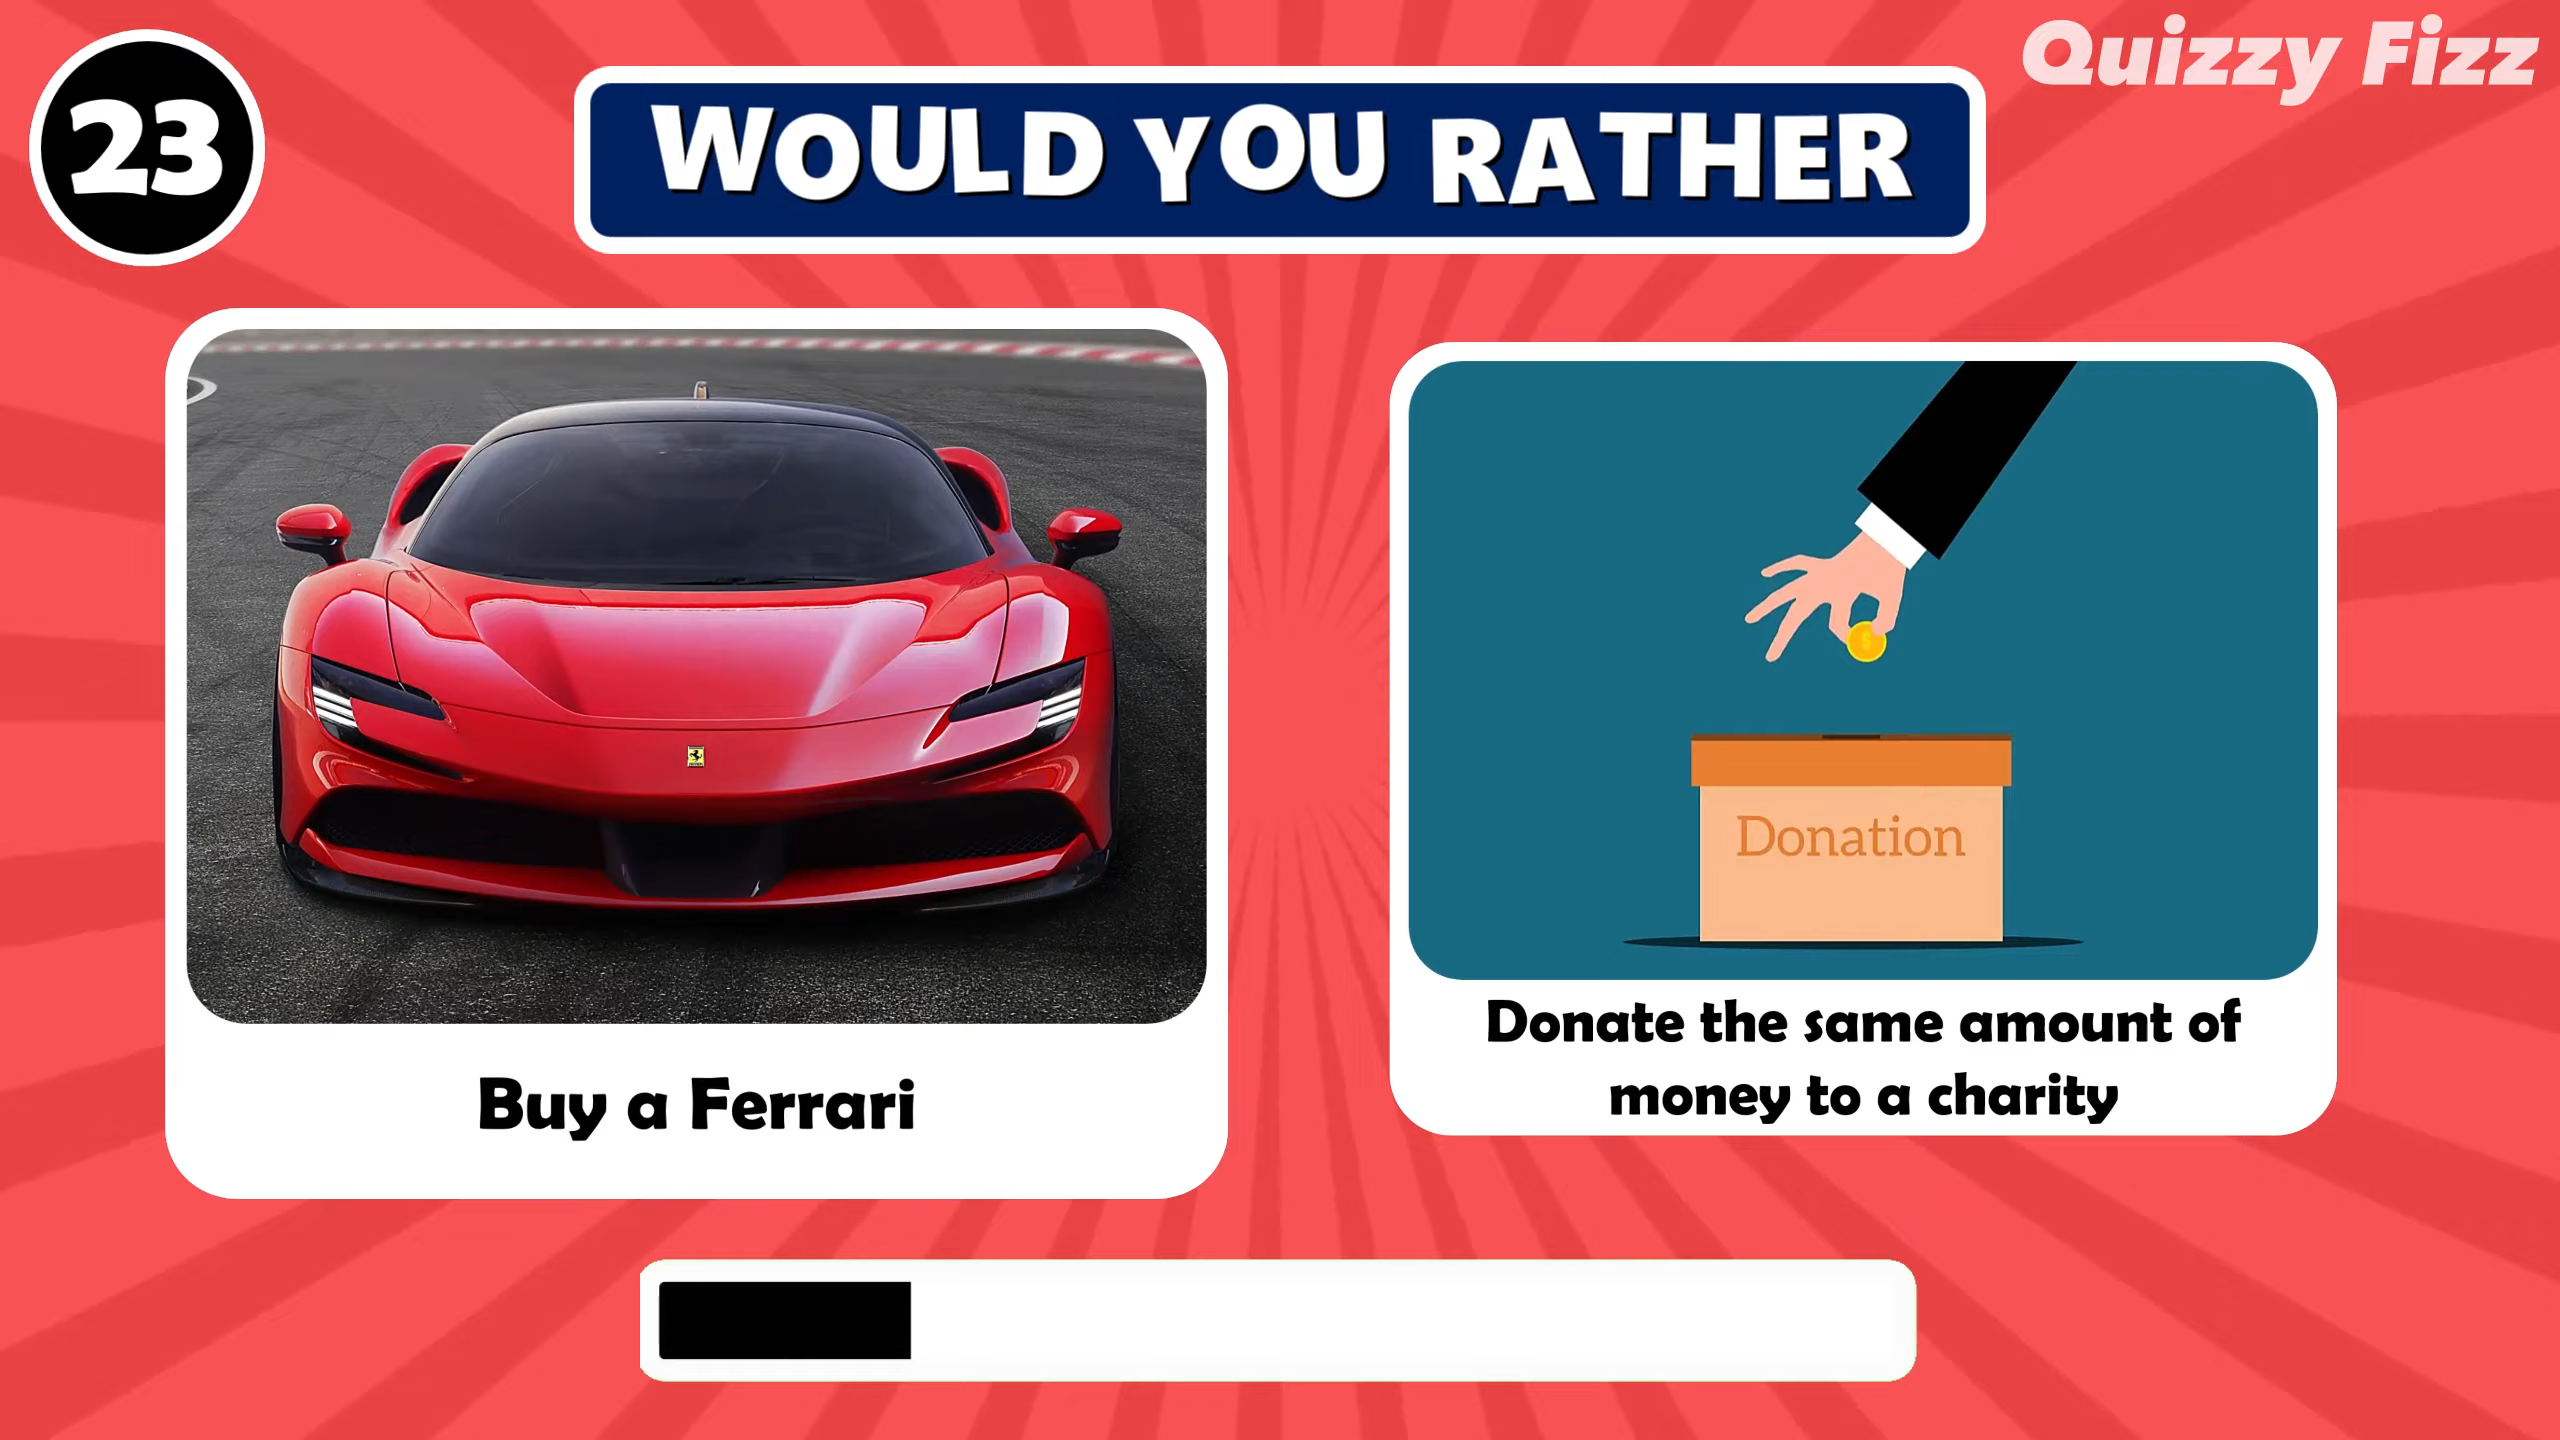 23
WOULD YOU RATHER
Quizzy Fizz
Donation
Buy a Ferrari
Donate the same amount of
money to a charity